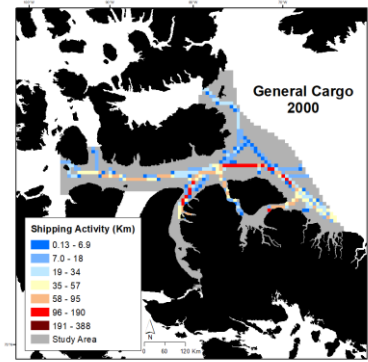 General Cargo
2000
Shipping Activity (Km)
0.13 - 6.9
7.0 - 18
19 - 34
35 - 57
58 - 95
96 - 190
191 - 388
Study Area
N
0 60 120 Km